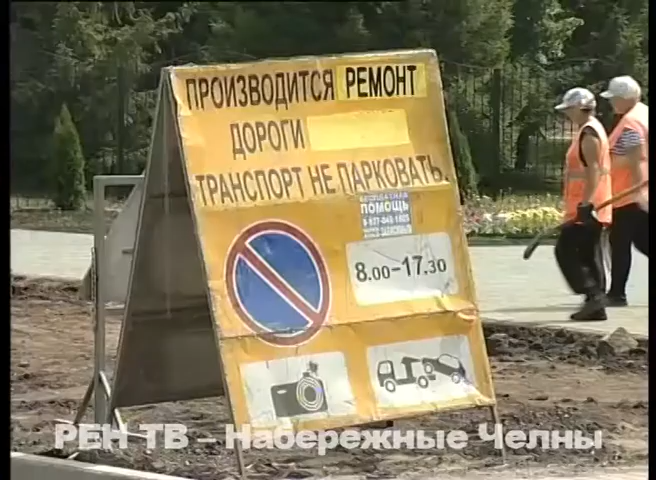 ПРОИЗВОДИТСЯ РЕМОНТ
ДОРОГИ
ТРАНСПОРТ НЕ ПАРКОВАТЬ.
ПОМОЩЬ
8.00-17.30
РЕН ТВ – Набережные Челны